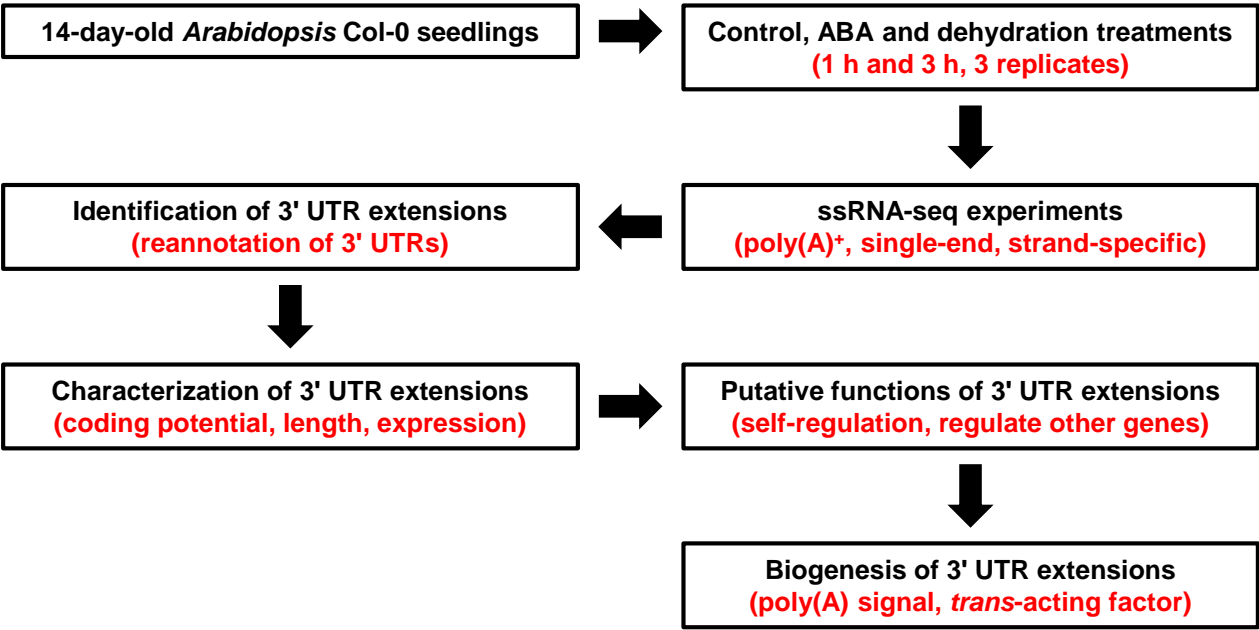 14-day-old Arabidopsis Col-0 seedlings
Control, ABA and dehydration treatments
(1 h and 3 h, 3 replicates)
ssRNA-seq experiments
(poly(A)⁺, single-end, strand-specific)
Identification of 3' UTR extensions
(reannotation of 3' UTRs)
Characterization of 3' UTR extensions
(coding potential, length, expression)
Putative functions of 3' UTR extensions
(self-regulation, regulate other genes)
Biogenesis of 3' UTR extensions
(poly(A) signal, trans-acting factor)